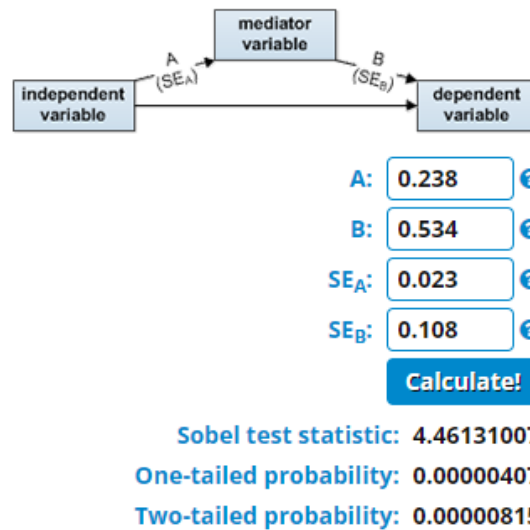 mediator
variable
A
(SEA)
B
(SEB)
independent
variable
dependent
variable
A: 0.238
B: 0.534
SEA: 0.023
SEB: 0.108
Calculate!
Sobel test statistic: 4.4613100
One-tailed probability: 0.0000040
Two-tailed probability: 0.0000081